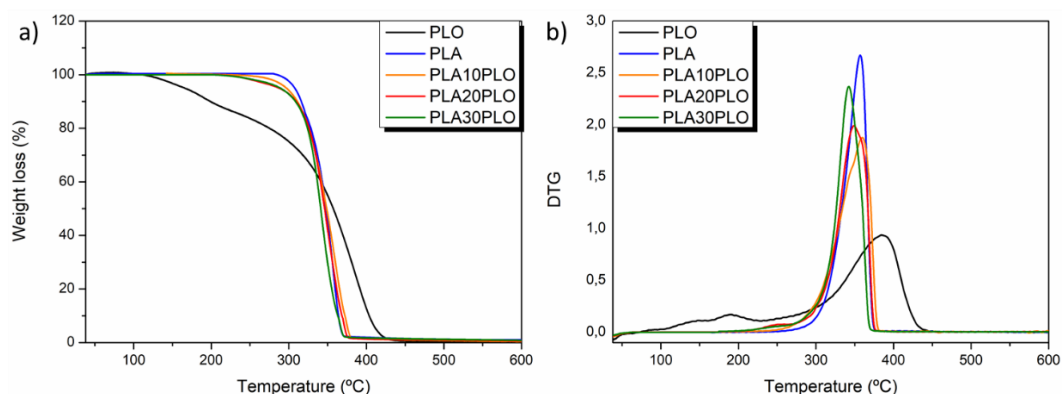 a)
Weight loss (%)
120
100
80
60
40
20
0
100
200
300
400
500
600
Temperature (ºC)
PLO
PLA
PLA10PLO
PLA20PLO
PLA30PLO
b)
DTG
3,0
2,5
2,0
1,5
1,0
0,5
0,0
100
200
300
400
500
600
Temperature (ºC)
PLO
PLA
PLA10PLO
PLA20PLO
PLA30PLO